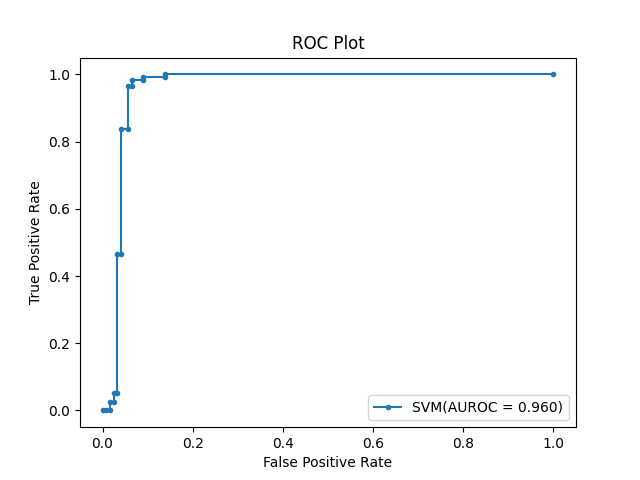 ROC Plot
1.0
0.8
0.6
0.4
0.2
0.0
True Positive Rate
SVM(AUROC = 0.960)
0.0 0.2 0.4 0.6 0.8 1.0
False Positive Rate